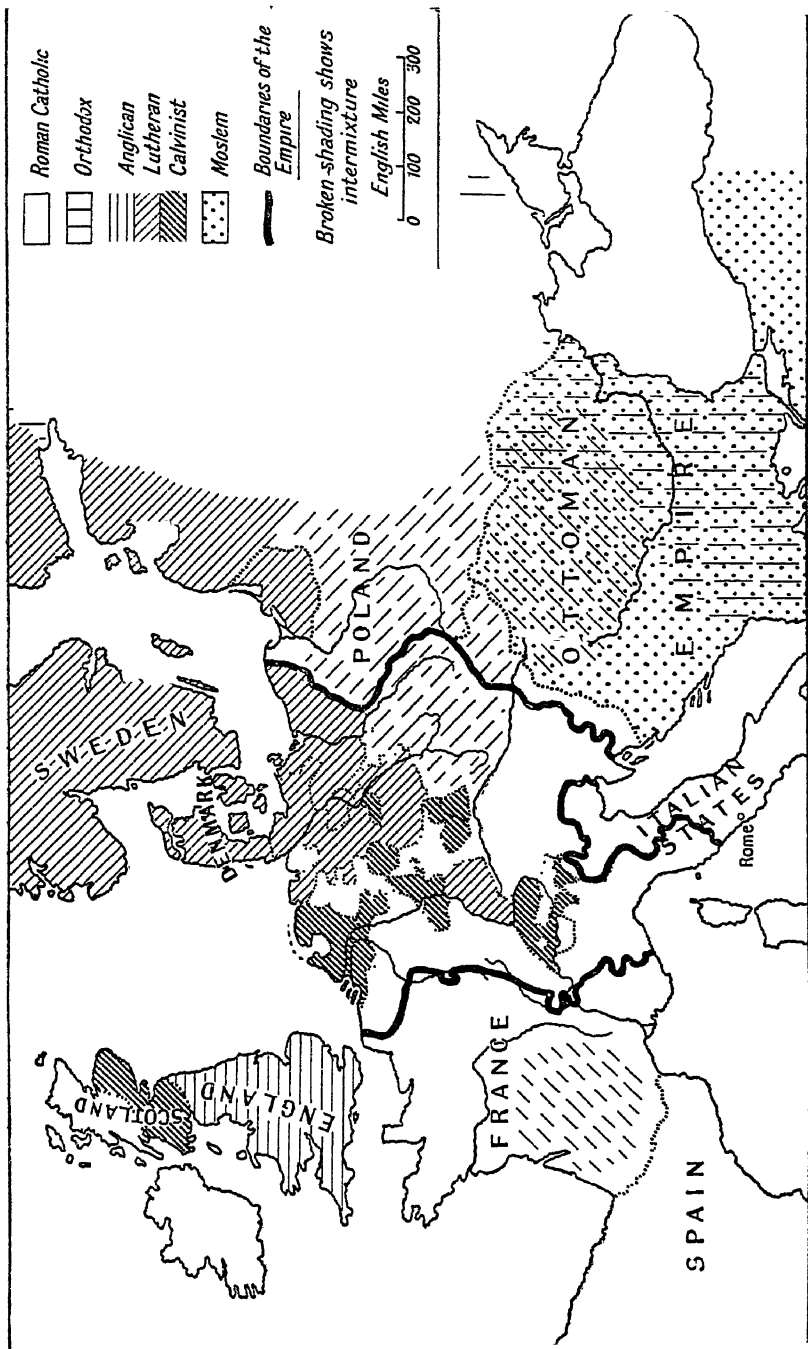 Roman Catholic
Orthodox
Anglican
Lutheran
Calvinist
Moslem
Boundaries of the
Empire
Broken shading shows
intermixture
English Miles
0 100 200 300
SWEDEN
DENMARK
SCOTLAND
ENGLAND
POLAND
FRANCE
SPAIN
ITALIAN
STATES
Rome
OTTOMAN
EMPIRE